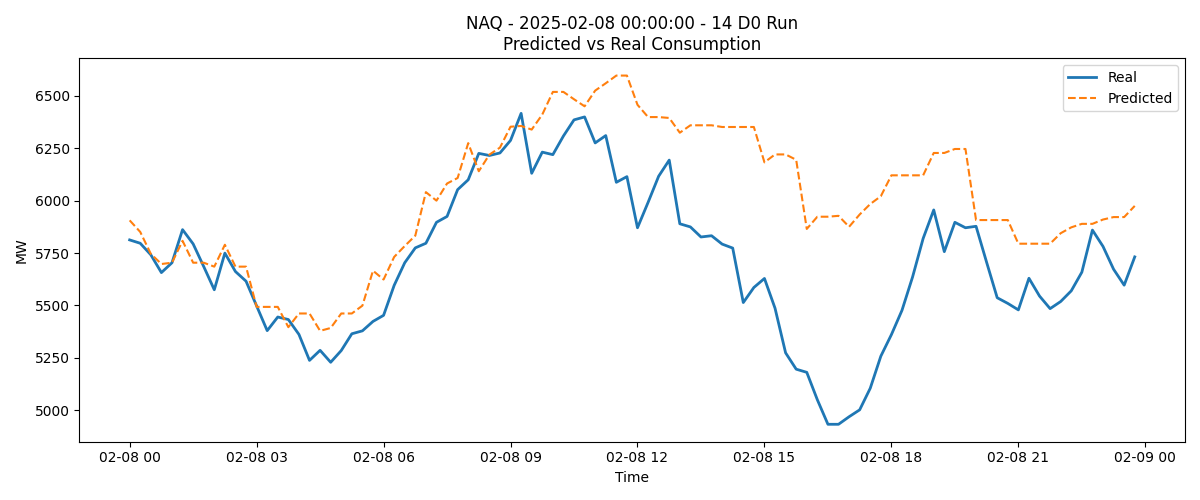 NAQ - 2025-02-08 00:00:00 - 14 D0 Run
Predicted vs Real Consumption
Real
Predicted
6500
6250
6000
5750
5500
5250
5000
MW
02-08 00 02-08 03 02-08 06 02-08 09 02-08 12 02-08 15 02-08 18 02-08 21 02-09 00
Time